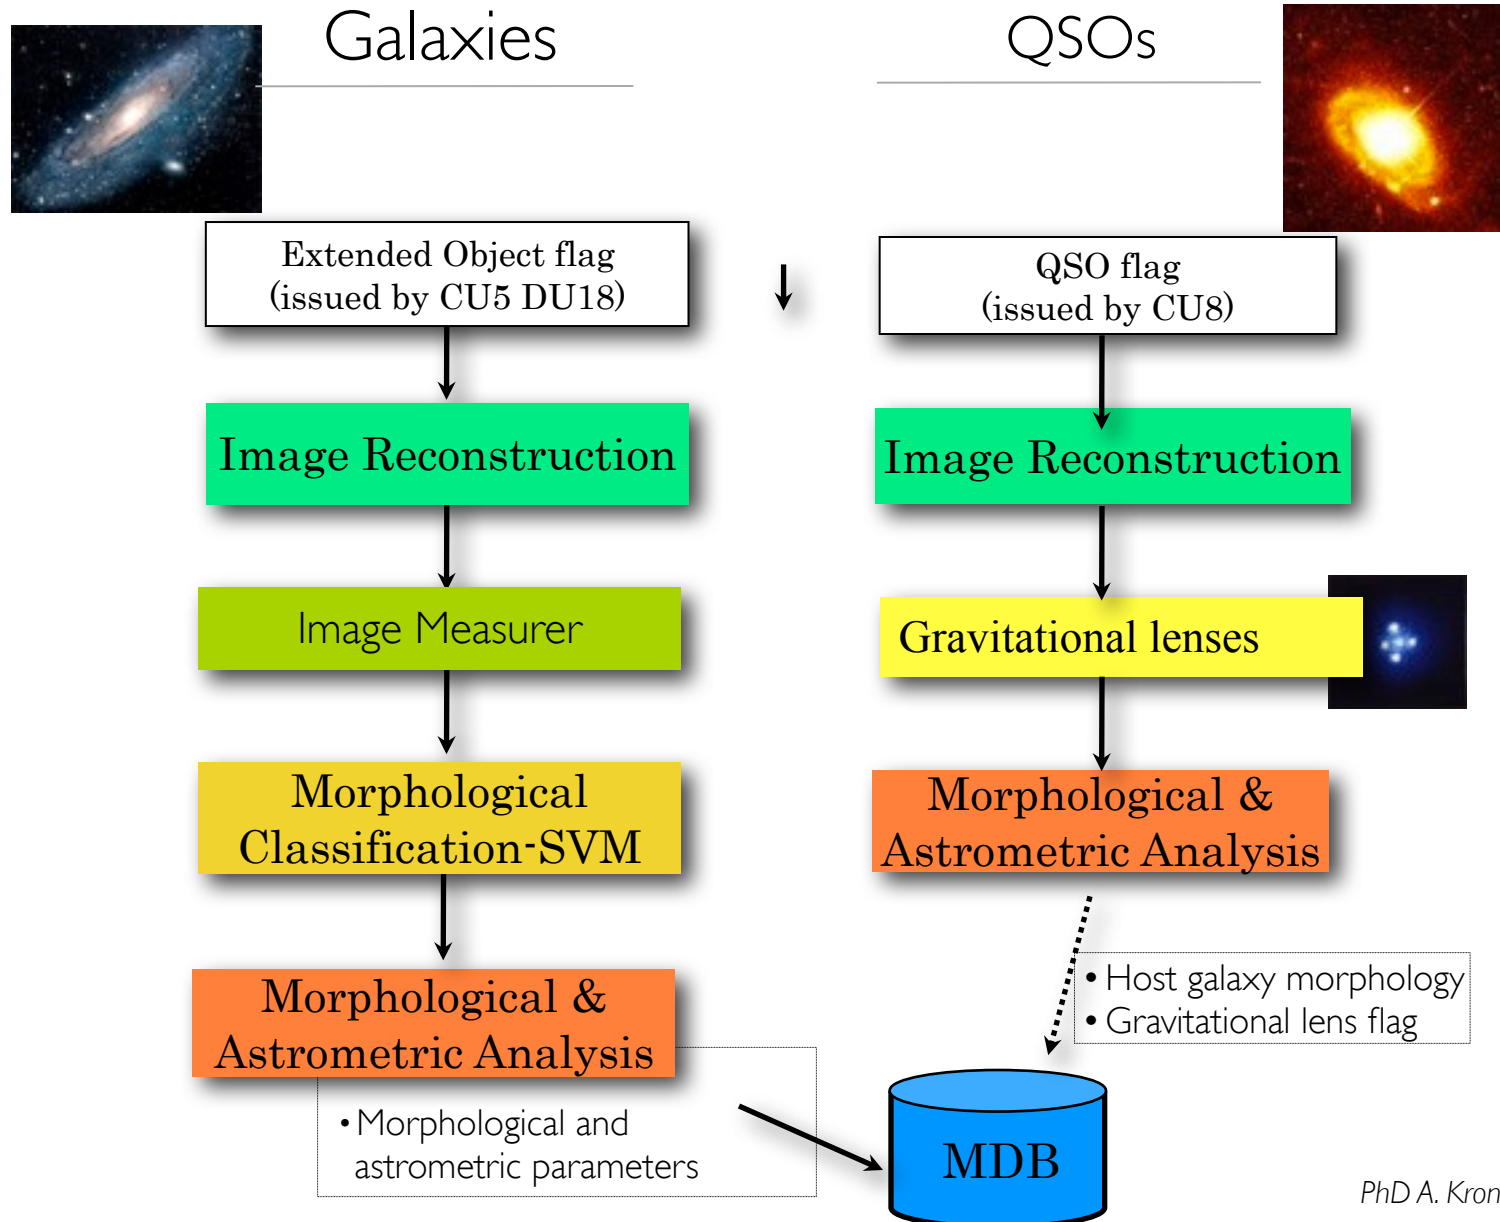 Galaxies
QSOs
Extended Object flag
(issued by CU5 DU18)
QSO flag
(issued by CU8)
Image Reconstruction
Image Reconstruction
Image Measurer
Gravitational lenses
Morphological
Classification-SVM
Morphological &
Astrometric Analysis
Morphological &
Astrometric Analysis
• Host galaxy morphology
• Gravitational lens flag
• Morphological and
astrometric parameters
MDB
PhD A. Kron